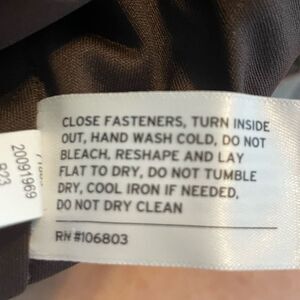 CLOSE FASTENERS, TURN INSIDE
OUT, HAND WASH COLD, DO NOT
BLEACH, RESHAPE AND LAY
FLAT TO DRY, DO NOT TUMBLE
DRY, COOL IRON IF NEEDED,
DO NOT DRY CLEAN
RN #106803
20091969
R23